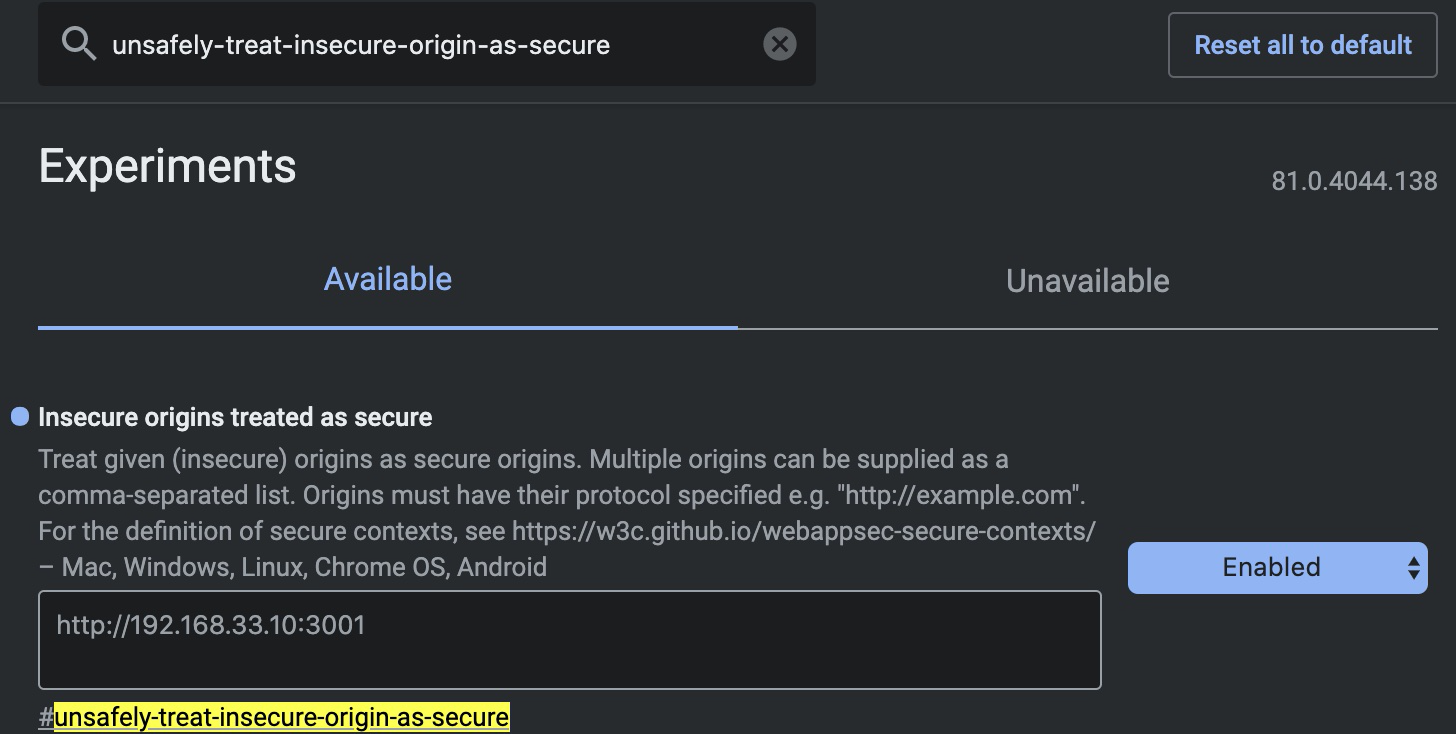 unsafely-treat-insecure-origin-as-secure
Reset all to default
Experiments
81.0.4044.138
Available
Unavailable
Insecure origins treated as secure
Treat given (insecure) origins as secure origins. Multiple origins can be supplied as a
comma-separated list. Origins must have their protocol specified e.g. "http://example.com".
For the definition of secure contexts, see https://w3c.github.io/webappsec-secure-contexts/
– Mac, Windows, Linux, Chrome OS, Android
Enabled
http://192.168.33.10:3001
#unsafely-treat-insecure-origin-as-secure